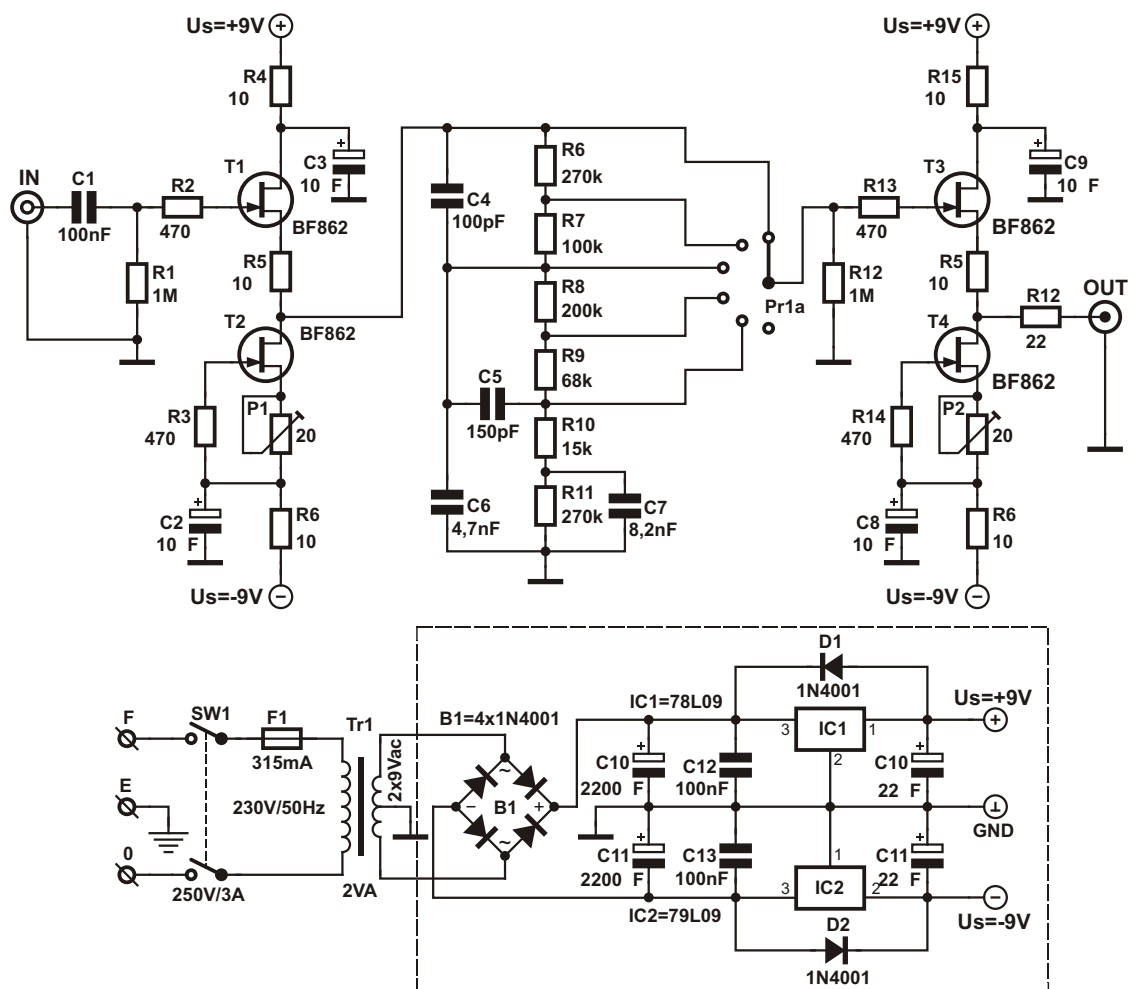 Us=+9V
R4
10
T1
C3
10 F
+
IN
C1
100nF
R2
470
BF862
R1
1M
R5
10
T2
BF862
R3
470
P1
20
+
C2
10 F
R6
10
Us=-9V
C4
100pF
R6
270k
R7
100k
R8
200k
R9
68k
C5
150pF
R10
15k
C6
4,7nF
R11
270k
C7
8,2nF
Pr1a
Us=+9V
R15
10
T3
+
C9
10 F
R13
470
BF862
R12
1M
R5
10
OUT
R12
22
T4
BF862
R14
470
P2
20
+
C8
10 F
R6
10
Us=-9V
F
SW1
F1
315mA
Tr1
E
230V/50Hz
0
250V/3A
2VA
2x9Vac
B1=4x1N4001
~
− B1 +
~
IC1=78L09
D1
1N4001
3 IC1 1
2
Us=+9V
+
+
C10
2200 F
C12
100nF
+
C10
22 F
GND
+
C11
2200 F
C13
100nF
1
3 IC2 2
+
C11
22 F
IC2=79L09
D2
1N4001
−
Us=-9V